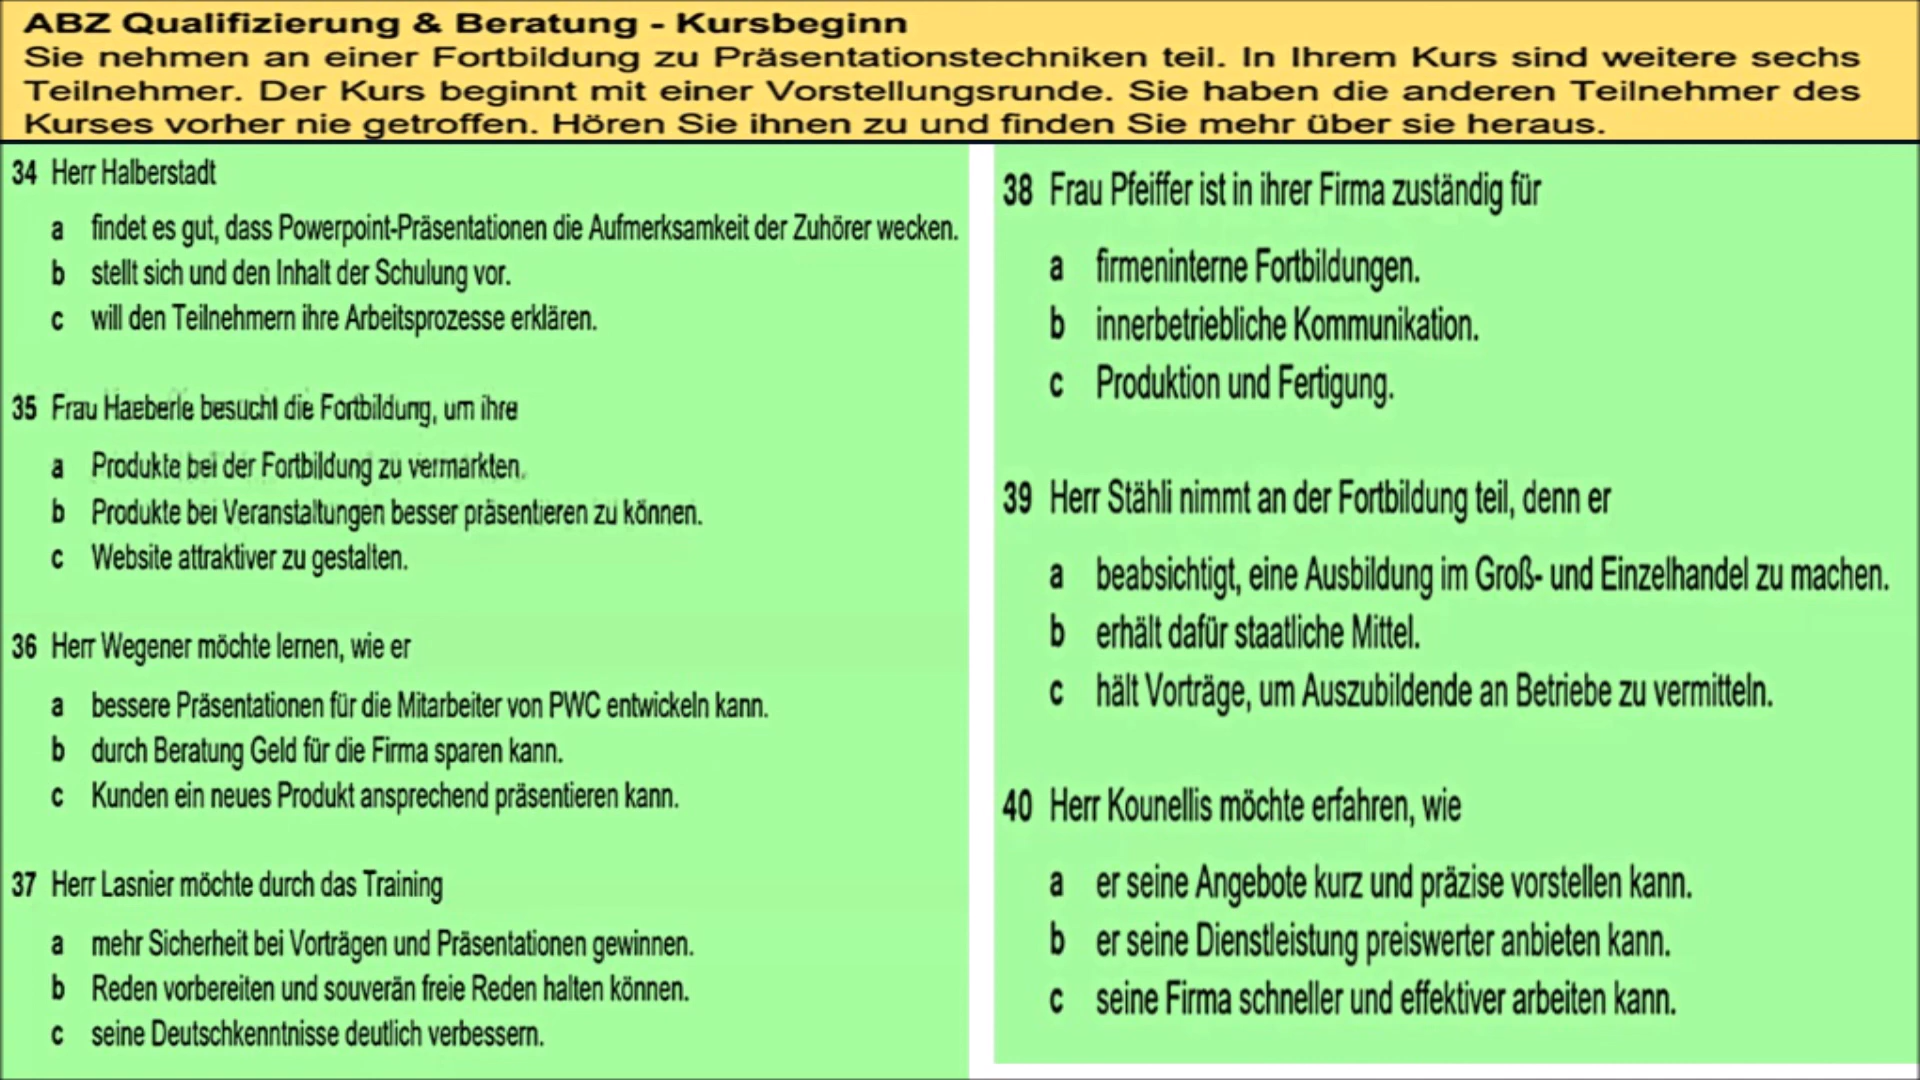 ABZ Qualifizierung & Beratung - Kursbeginn
Sie nehmen an einer Fortbildung zu Präsentationstechniken teil. In Ihrem Kurs sind weitere sechs
Teilnehmer. Der Kurs beginnt mit einer Vorstellungsrunde. Sie haben die anderen Teilnehmer des
Kurses vorher nie getroffen. Hören Sie ihnen zu und finden Sie mehr über sie heraus.
34 Herr Halberstadt
a findet es gut, dass Powerpoint-Präsentationen die Aufmerksamkeit der Zuhörer wecken.
b stellt sich und den Inhalt der Schulung vor.
c will den Teilnehmern ihre Arbeitsprozesse erklären.
35 Frau Haeberle besucht die Fortbildung, um ihre
a Produkte bei der Fortbildung zu vermarkten.
b Produkte bei Veranstaltungen besser präsentieren zu können.
c Website attraktiver zu gestalten.
36 Herr Wegener möchte lernen, wie er
a bessere Präsentationen für die Mitarbeiter von PWC entwickeln kann.
b durch Beratung Geld für die Firma sparen kann.
c Kunden ein neues Produkt ansprechend präsentieren kann.
37 Herr Lasnier möchte durch das Training
a mehr Sicherheit bei Vorträgen und Präsentationen gewinnen.
b Reden vorbereiten und souverän freie Reden halten können.
c seine Deutschkenntnisse deutlich verbessern.
38 Frau Pfeiffer ist in ihrer Firma zuständig für
a firmeninterne Fortbildungen.
b innerbetriebliche Kommunikation.
c Produktion und Fertigung.
39 Herr Stähli nimmt an der Fortbildung teil, denn er
a beabsichtigt, eine Ausbildung im Groß- und Einzelhandel zu machen.
b erhält dafür staatliche Mittel.
c hält Vorträge, um Auszubildende an Betriebe zu vermitteln.
40 Herr Kounellis möchte erfahren, wie
a er seine Angebote kurz und präzise vorstellen kann.
b er seine Dienstleistung preiswerter anbieten kann.
c seine Firma schneller und effektiver arbeiten kann.